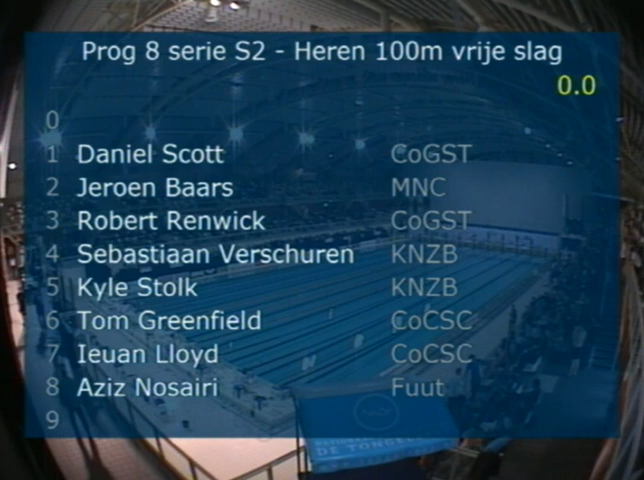 Prog 8 serie S2 - Heren 100m vrije slag
0.0
0
1 Daniel Scott CoGST
2 Jeroen Baars MNC
3 Robert Renwick CoGST
4 Sebastiaan Verschuren KNZB
5 Kyle Stolk KNZB
6 Tom Greenfield CoCSC
7 Ieuan Lloyd CoCSC
8 Aziz Nosairi Fuut
9
DE TONGEL